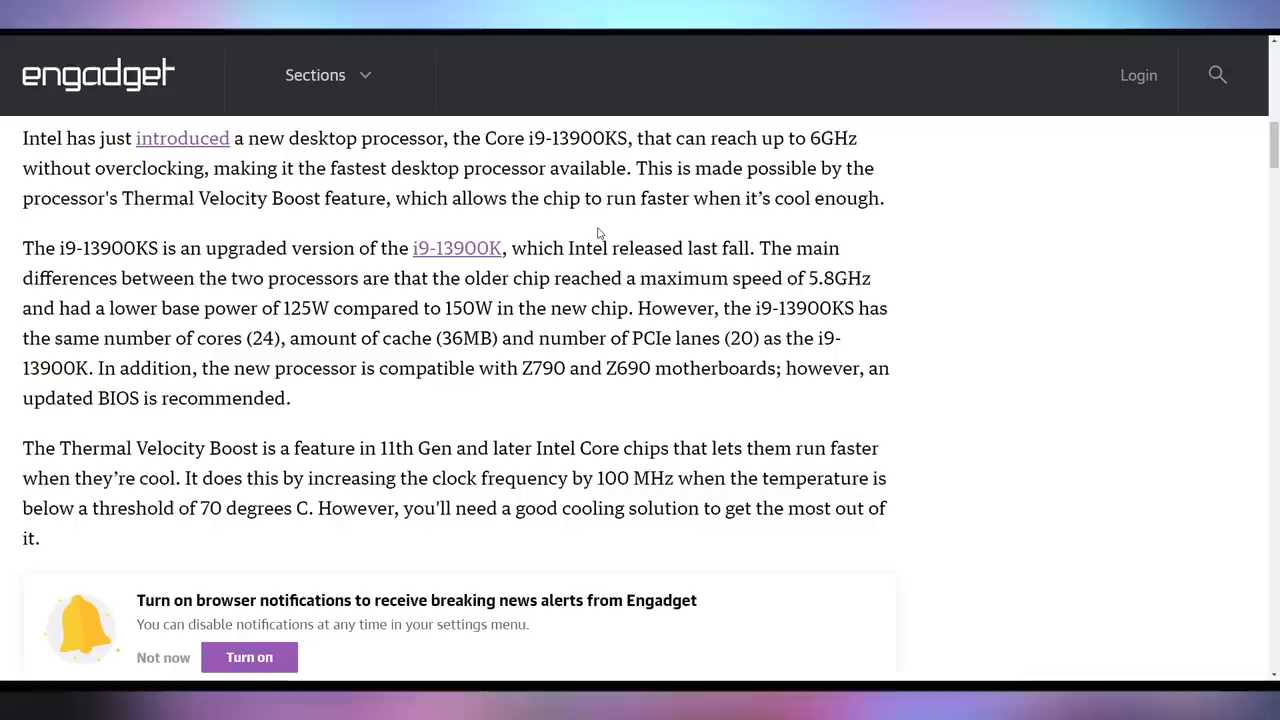 engadget
Sections
Login
Intel has just introduced a new desktop processor, the Core i9-13900KS, that can reach up to 6GHz
without overclocking, making it the fastest desktop processor available. This is made possible by the
processor's Thermal Velocity Boost feature, which allows the chip to run faster when it’s cool enough.
The i9-13900KS is an upgraded version of the i9-13900K, which Intel released last fall. The main
differences between the two processors are that the older chip reached a maximum speed of 5.8GHz
and had a lower base power of 125W compared to 150W in the new chip. However, the i9-13900KS has
the same number of cores (24), amount of cache (36MB) and number of PCIe lanes (20) as the i9-
13900K. In addition, the new processor is compatible with Z790 and Z690 motherboards; however, an
updated BIOS is recommended.
The Thermal Velocity Boost is a feature in 11th Gen and later Intel Core chips that lets them run faster
when they’re cool. It does this by increasing the clock frequency by 100 MHz when the temperature is
below a threshold of 70 degrees C. However, you'll need a good cooling solution to get the most out of
it.
Turn on browser notifications to receive breaking news alerts from Engadget
You can disable notifications at any time in your settings menu.
Not now
Turn on